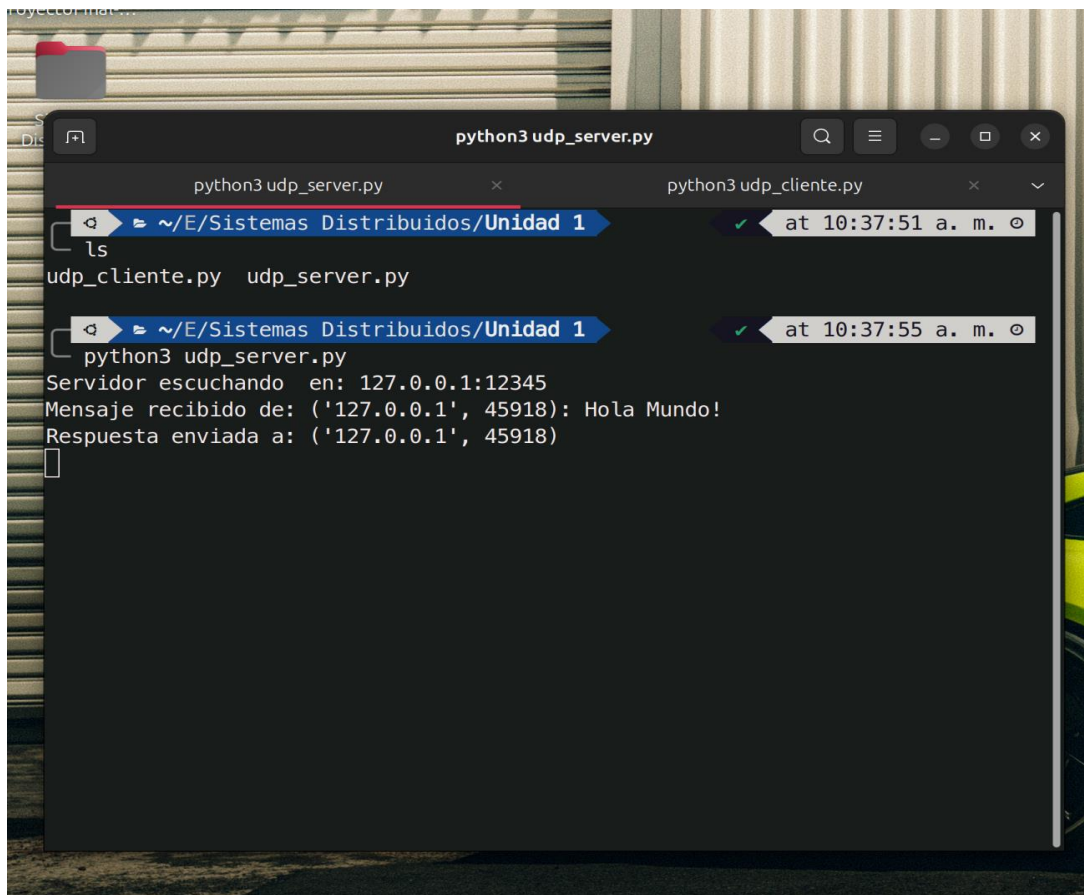 python3 udp_server.py
python3 udp_server.py
python3 udp_cliente.py
~/E/Sistemas Distribuidos/Unidad 1
at 10:37:51 a. m.
ls
udp_cliente.py  udp_server.py
~/E/Sistemas Distribuidos/Unidad 1
at 10:37:55 a. m.
python3 udp_server.py
Servidor escuchando  en: 127.0.0.1:12345
Mensaje recibido de: ('127.0.0.1', 45918): Hola Mundo!
Respuesta enviada a: ('127.0.0.1', 45918)